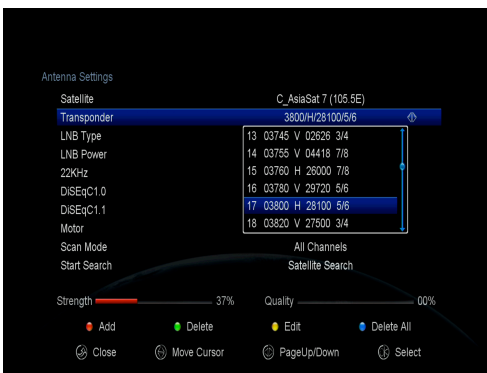 Antenna Settings
Satellite C_AsiaSat 7 (105.5E)
Transponder 3800/H/28100/5/6
LNB Type
LNB Power
22KHz
DiSEqC1.0
DiSEqC1.1
Motor
13 03745 V 02626 3/4
14 03755 V 04418 7/8
15 03760 H 26000 7/8
16 03780 V 29720 5/6
17 03800 H 28100 5/6
18 03820 V 27500 3/4
Scan Mode All Channels
Start Search Satellite Search
Strength 37% Quality 00%
Add Delete Edit Delete All
Close Move Cursor PageUp/Down Select